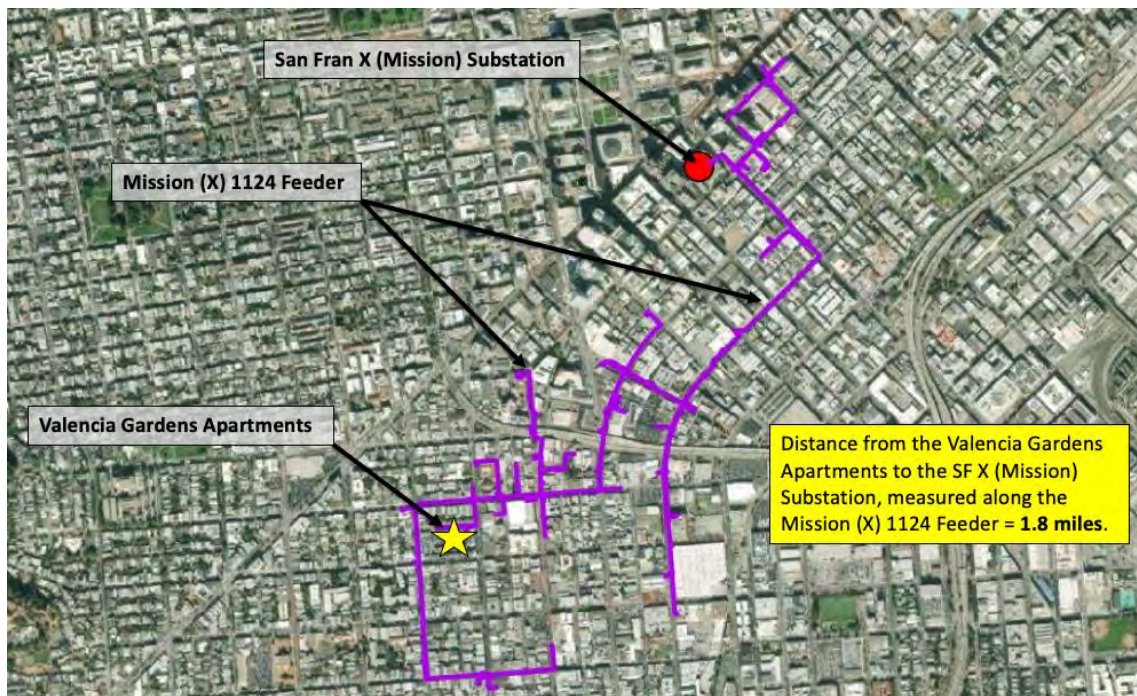 San Fran X (Mission) Substation
Mission (X) 1124 Feeder
Valencia Gardens Apartments
Distance from the Valencia Gardens
Apartments to the SF X (Mission)
Substation, measured along the
Mission (X) 1124 Feeder = 1.8 miles.